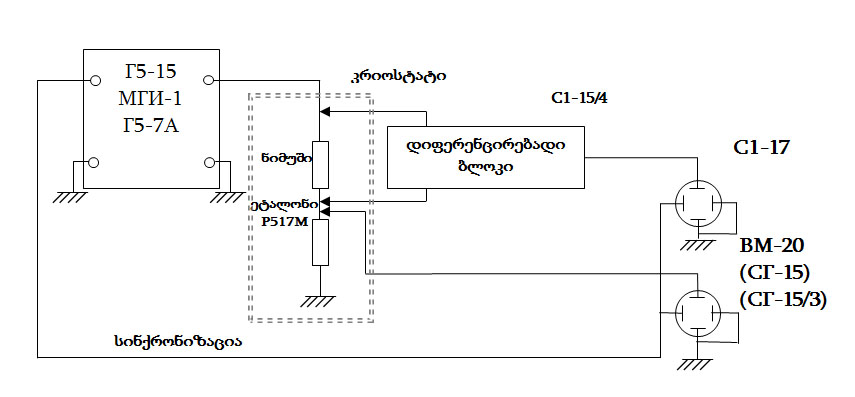 Г5-15
МГИ-1
Г5-7А
კრიოსტატი
С1-15/4
დიფერენცირებადი
ბლოკი
С1-17
ნიმუში
ეტალონი
Р517М
ВМ-20
(СГ-15)
(СГ-15/3)
სინქრონიზაცია